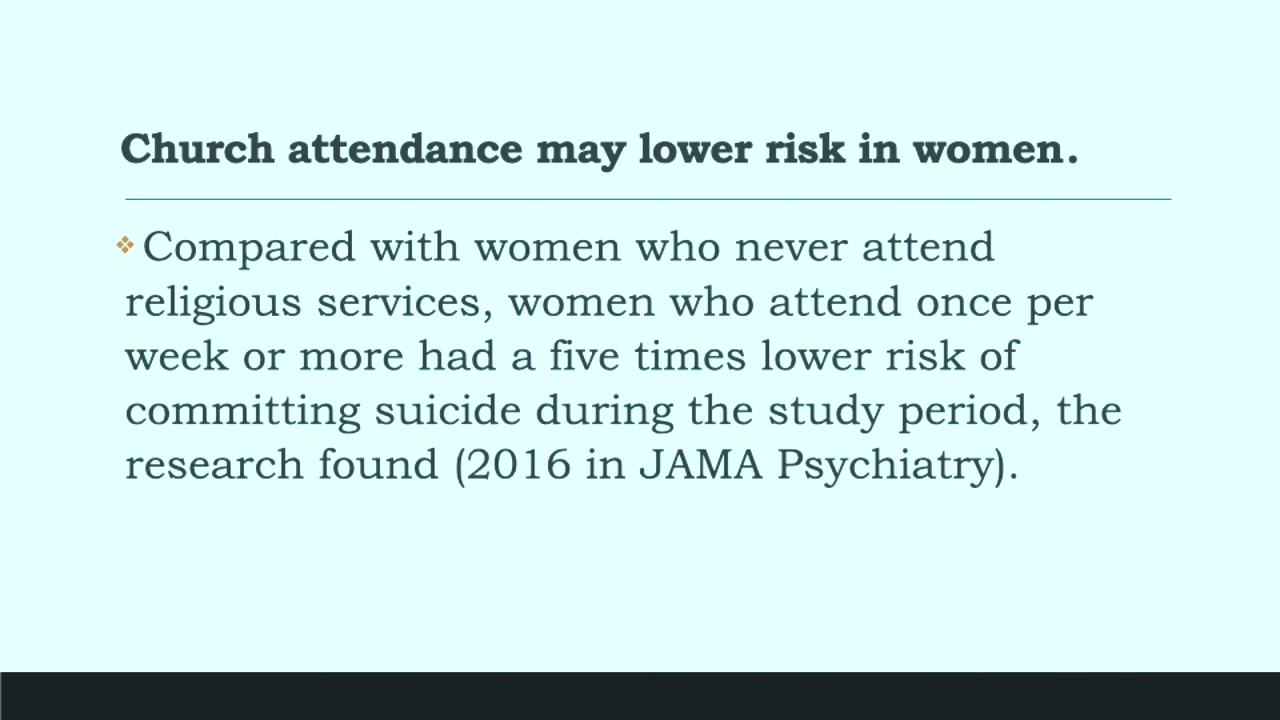 Church attendance may lower risk in women.
❖ Compared with women who never attend
religious services, women who attend once per
week or more had a five times lower risk of
committing suicide during the study period, the
research found (2016 in JAMA Psychiatry).